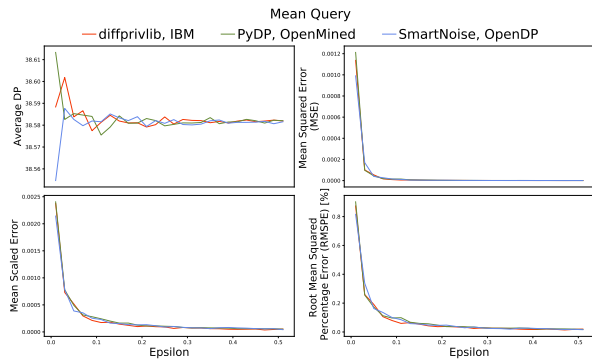 Mean Query
diffprivlib, IBM
PyDP, OpenMined
SmartNoise, OpenDP
Average DP
38.61
38.60
38.59
38.58
38.57
38.56
Mean Squared Error
(MSE)
0.0012
0.0010
0.0008
0.0006
0.0004
0.0002
0.0000
Mean Scaled Error
0.0025
0.0020
0.0015
0.0010
0.0005
0.0000
0.0 0.1 0.2 0.3 0.4 0.5
Epsilon
Root Mean Squared
Percentage Error (RMSPE) [%]
0.8
0.6
0.4
0.2
0.0
0.0 0.1 0.2 0.3 0.4 0.5
Epsilon